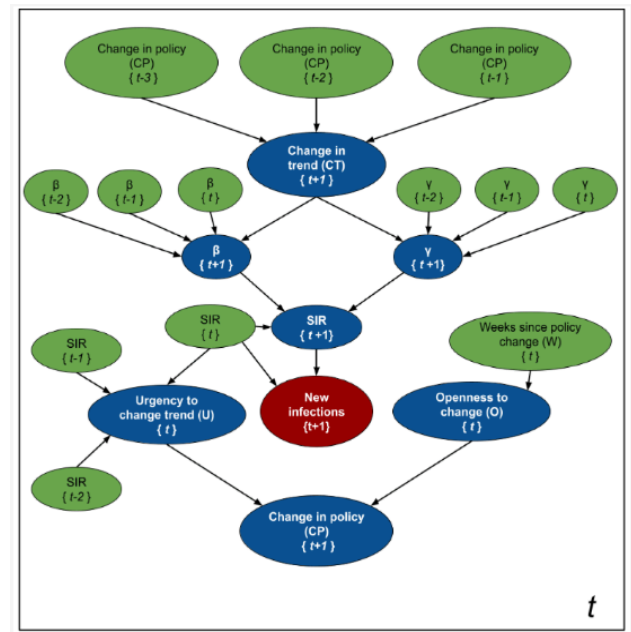 Change in policy
(CP)
{ t-3 }
Change in policy
(CP)
{ t-2 }
Change in policy
(CP)
{ t-1 }
Change in
trend (CT)
{ t+1 }
β
{ t-2 }
β
{ t-1 }
β
{ t }
γ
{ t-2 }
γ
{ t-1 }
γ
{ t }
β
{ t+1 }
γ
{ t +1}
SIR
{ t }
SIR
{ t +1}
Weeks since policy
change (W)
{ t }
SIR
{ t-1 }
Urgency to
change trend (U)
{ t }
New
infections
{t+1}
Openness to
change (O)
{ t }
SIR
{ t-2 }
Change in policy
(CP)
{ t+1 }
t